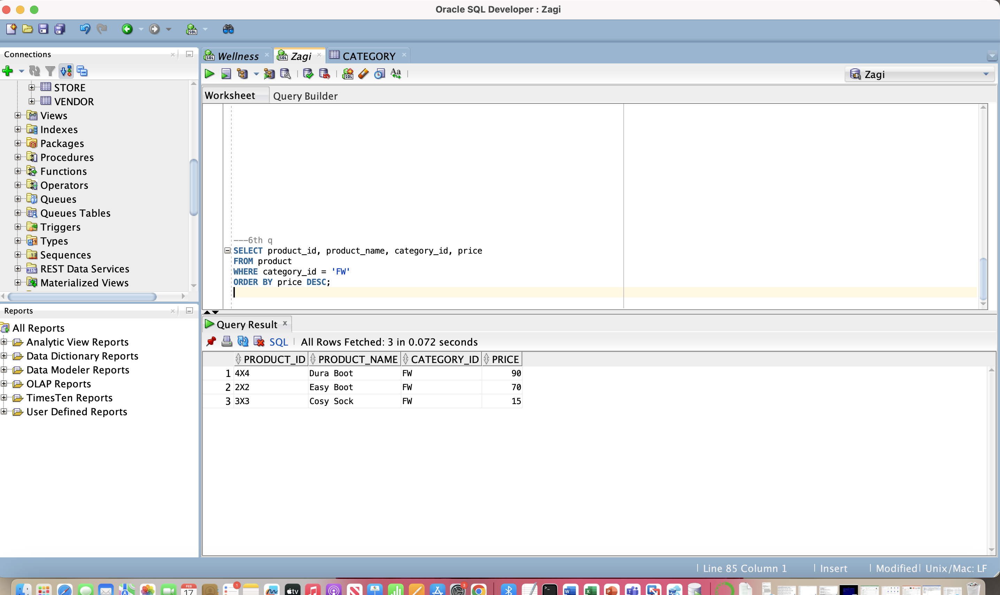 Oracle SQL Developer : Zagi
Connections
STORE
VENDOR
Views
Indexes
Packages
Procedures
Functions
Operators
Queues
Queues Tables
Triggers
Types
Sequences
REST Data Services
Materialized Views
Reports
All Reports
Analytic View Reports
Data Dictionary Reports
Data Modeler Reports
OLAP Reports
TimesTen Reports
User Defined Reports
Wellness
Zagi
CATEGORY
Zagi
Worksheet
Query Builder
---6th q
SELECT product_id, product_name, category_id, price
FROM product
WHERE category_id = 'FW'
ORDER BY price DESC;
Query Result
SQL
All Rows Fetched: 3 in 0.072 seconds
PRODUCT_ID PRODUCT_NAME CATEGORY_ID PRICE
1 4X4 Dura Boot FW 90
2 2X2 Easy Boot FW 70
3 3X3 Cosy Sock FW 15
Line 85 Column 1
Insert
Modified
Unix/Mac: LF
FEB
17
1
tv
3